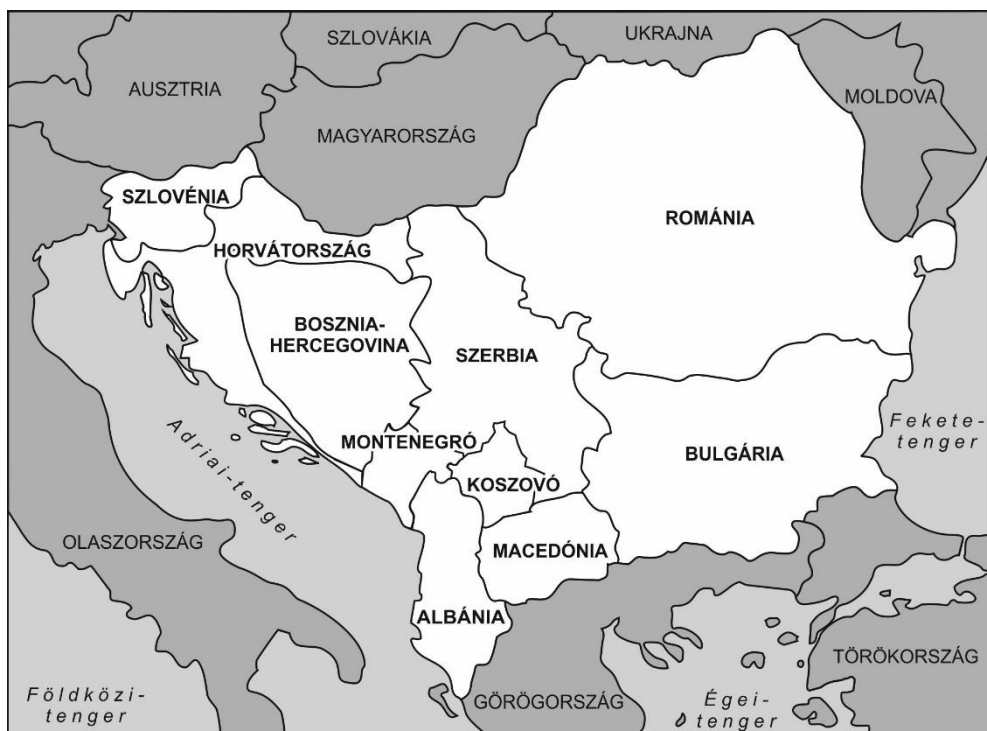 SZLOVÁKIA
UKRAJNA
AUSZTRIA
MOLDOVA
MAGYARORSZÁG
SZLOVÉNIA
ROMÁNIA
HORVÁTORSZÁG
BOSZNIA-
HERCEGOVINA
SZERBIA
Fekete-
tenger
Adriai-tenger
MONTENEGRÓ
BULGÁRIA
KOSZOVÓ
OLASZORSZÁG
MACEDÓNIA
ALBÁNIA
TÖRÖKORSZÁG
Földközi-
tenger
GÖRÖGORSZÁG
Égei-
tenger